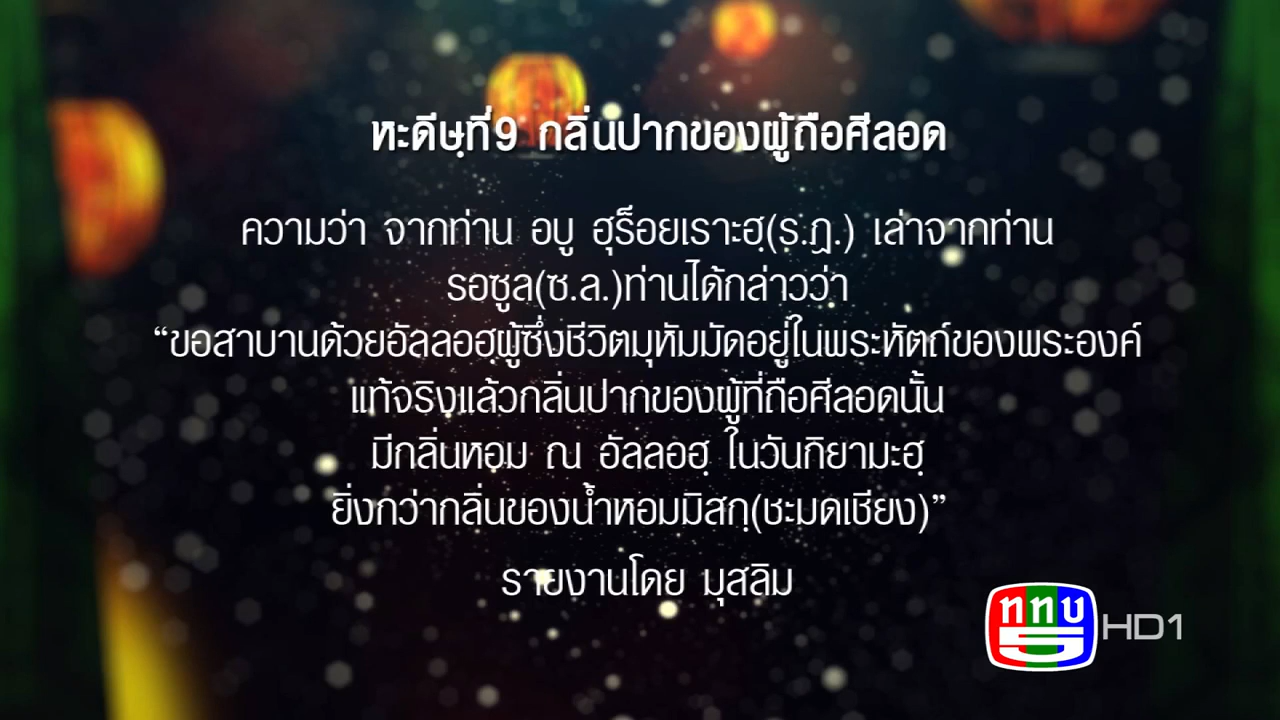 หะดีษฺที่9 กลิ่นปากของผู้ถือศีลอด
ความว่า จากท่าน อบู ฮุร็อยเราะฮฺ(ร.ฎ.) เล่าจากท่าน
รอซูล(ซ.ล.)ท่านได้กล่าวว่า
“ขอสาบานด้วยอัลลอฮฺผู้ซึ่งชีวิตมุหัมมัดอยู่ในพระหัตถ์ของพระองค์
แท้จริงแล้วกลิ่นปากของผู้ที่ถือศีลอดนั้น
มีกลิ่นหอม ณ อัลลอฮฺ ในวันกิยามะฮฺ
ยิ่งกว่ากลิ่นของน้ำหอมมิสกฺ(ชะมดเชียง)”
รายงานโดย มุสลิม
ททบ
5 HD1